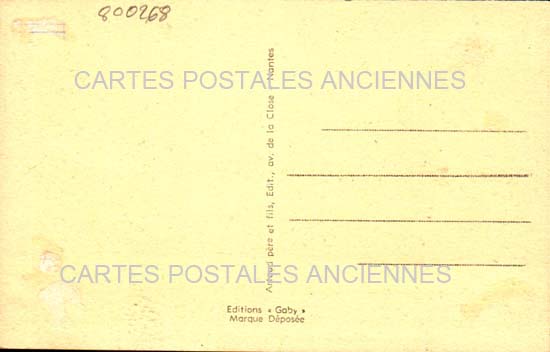 800268
CARTES POSTALES ANCIENNES
Artaud père et fils, Edit., av. de la Close - Nantes
CARTES POSTALES ANCIENNES
Editions « Gaby »
Marque Déposée